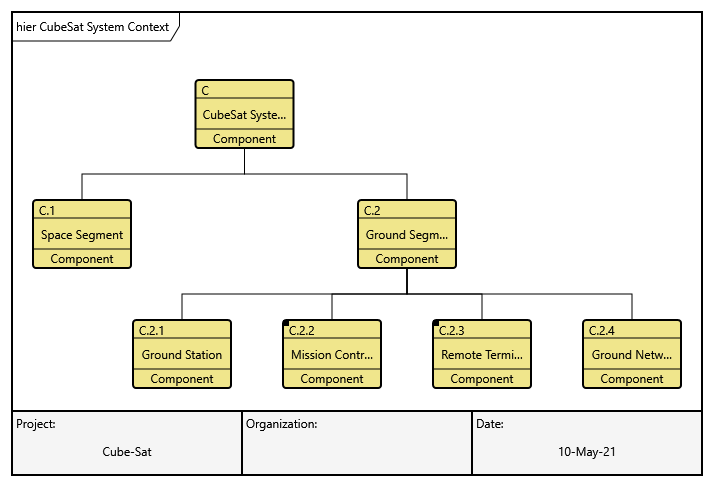 hier CubeSat System Context
C
CubeSat Syste...
Component
C.1
Space Segment
Component
C.2
Ground Segm...
Component
C.2.1
Ground Station
Component
C.2.2
Mission Contr...
Component
C.2.3
Remote Termi...
Component
C.2.4
Ground Netw...
Component
Project:
Cube-Sat
Organization:
Date:
10-May-21